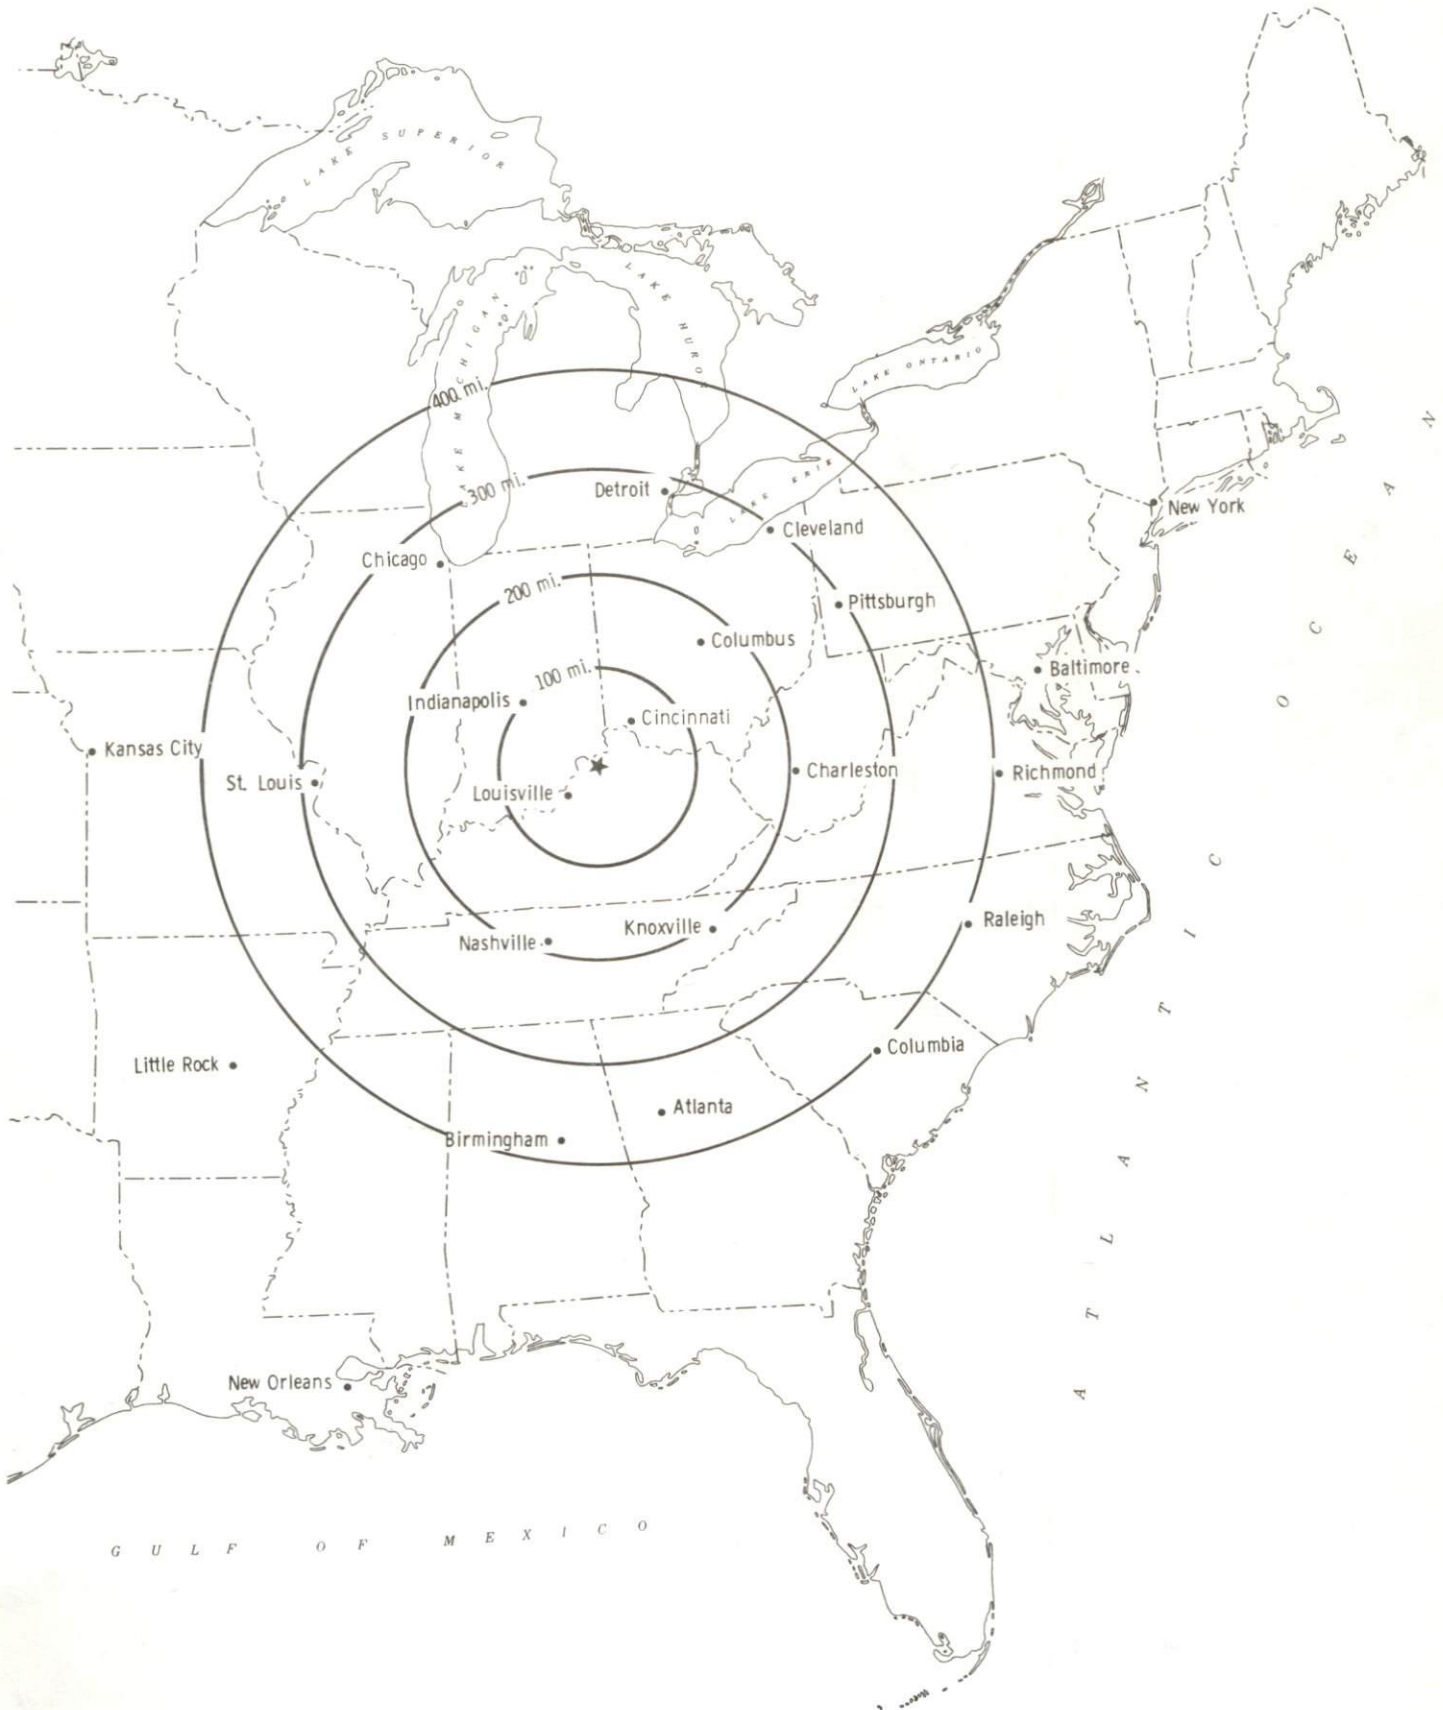 LAKE SUPERIOR
LAKE MICHIGAN
LAKE HURON
LAKE ONTARIO
400 mi.
LAKE ERIE
300 mi.
Detroit
New York
Cleveland
Chicago
200 mi.
Pittsburgh
Columbus
Baltimore
100 mi.
Indianapolis
Cincinnati
Kansas City
Charleston
Richmond
St. Louis
Louisville
Raleigh
Knoxville
Nashville
Columbia
Little Rock
Atlanta
Birmingham
New Orleans
ATLANTIC OCEAN
GULF OF MEXICO